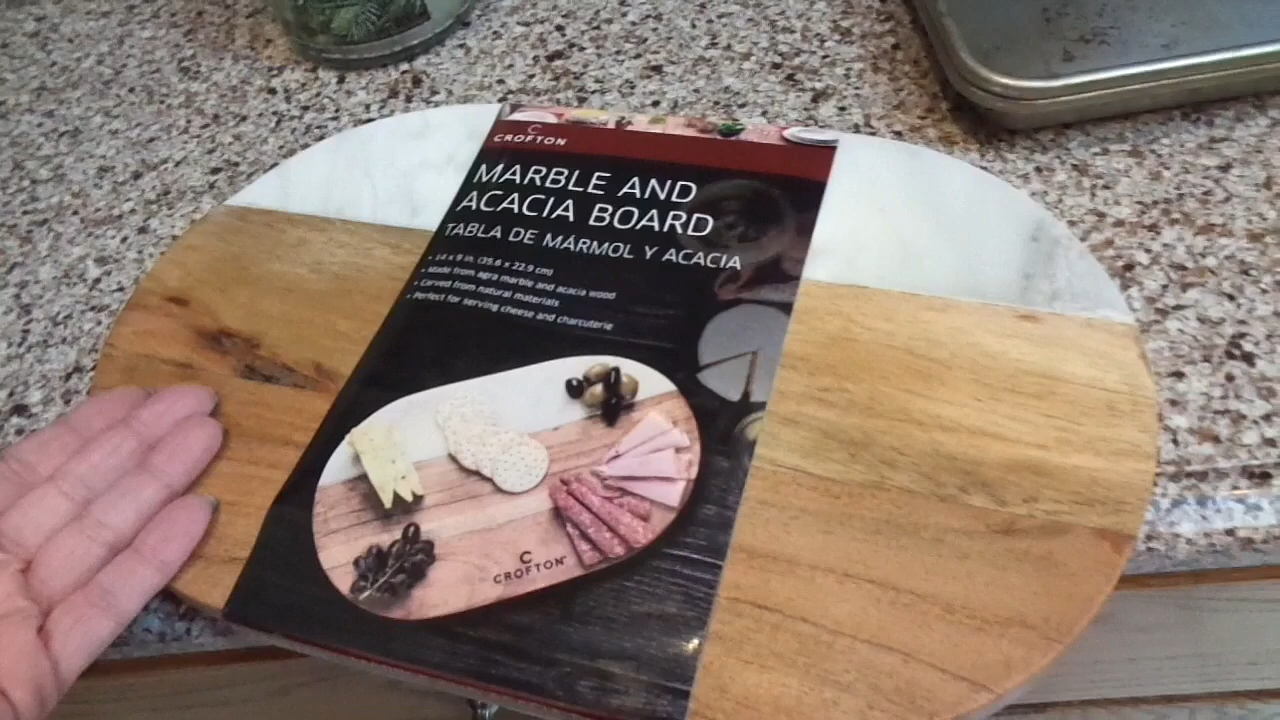 C
CROFTON
MARBLE AND
ACACIA BOARD
TABLA DE MÁRMOL Y ACACIA
• 14 x 9 in. (35.6 x 22.9 cm)
• Made from agra marble and acacia wood
• Carved from natural materials
• Perfect for serving cheese and charcuterie
C
CROFTON